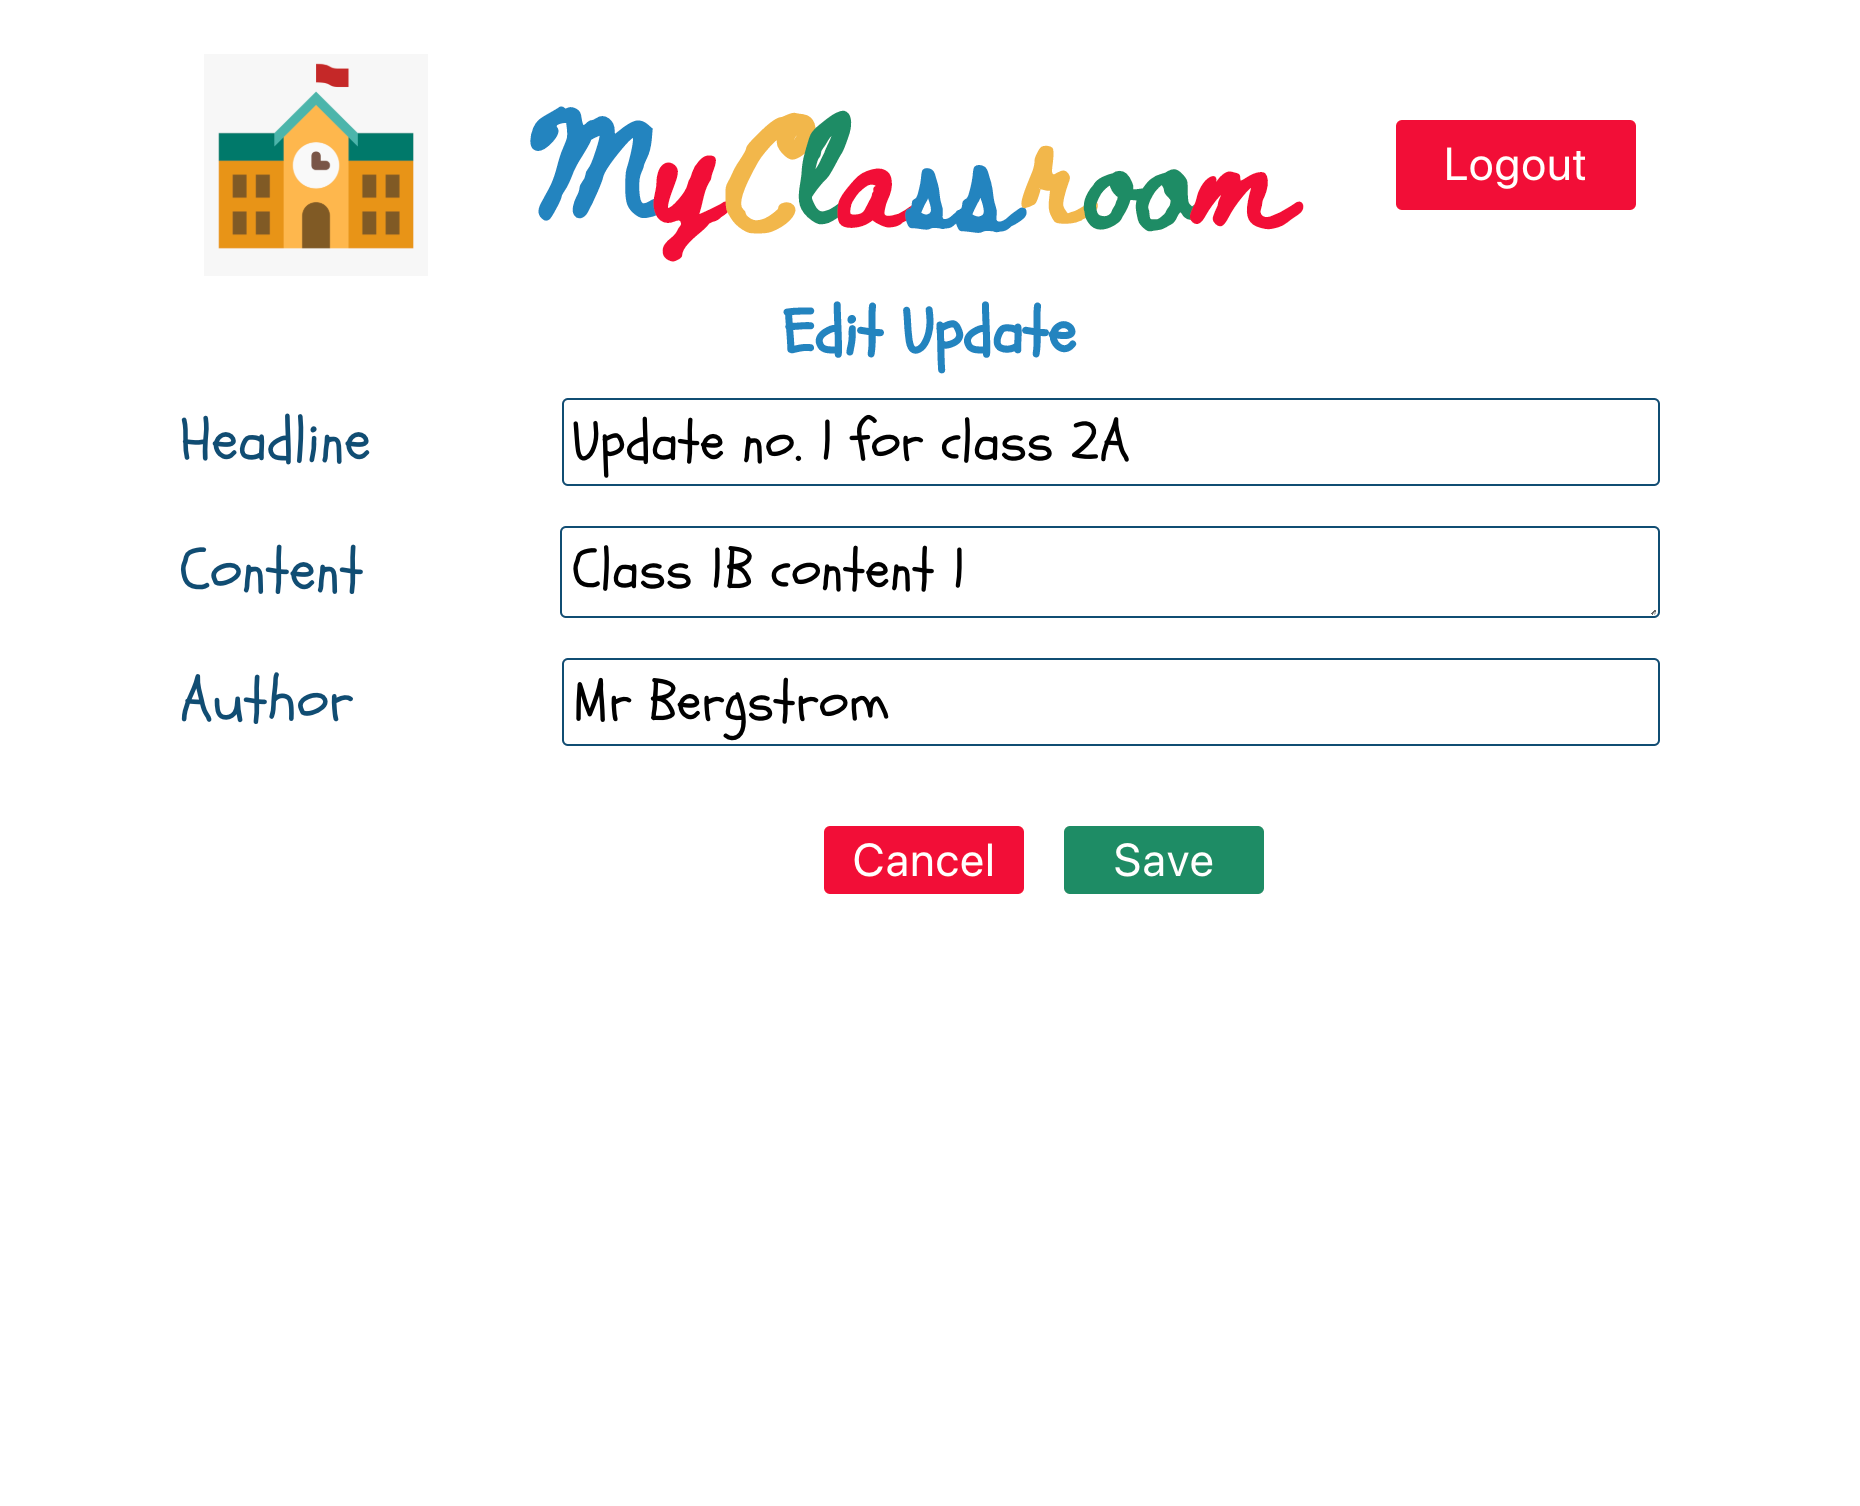 MyClassroom
Logout
Edit Update
Headline
Update no. 1 for class 2A
Content
Class 1B content 1
Author
Mr Bergstrom
Cancel
Save